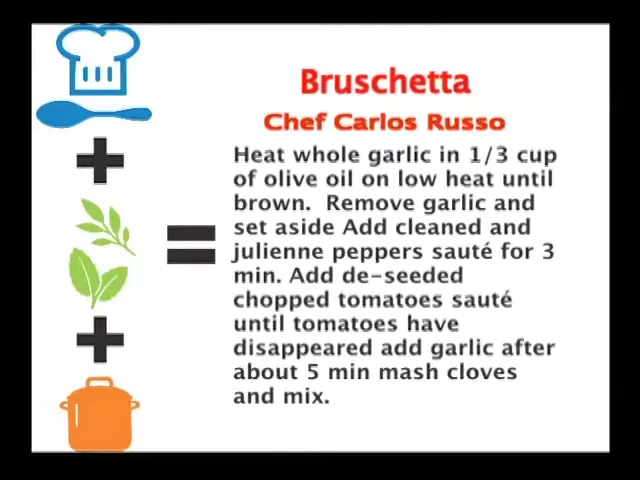 Bruschetta
Chef Carlos Russo
Heat whole garlic in 1/3 cup
of olive oil on low heat until
brown.  Remove garlic and
set aside Add cleaned and
julienne peppers sauté for 3
min. Add de-seeded
chopped tomatoes sauté
until tomatoes have
disappeared add garlic after
about 5 min mash cloves
and mix.